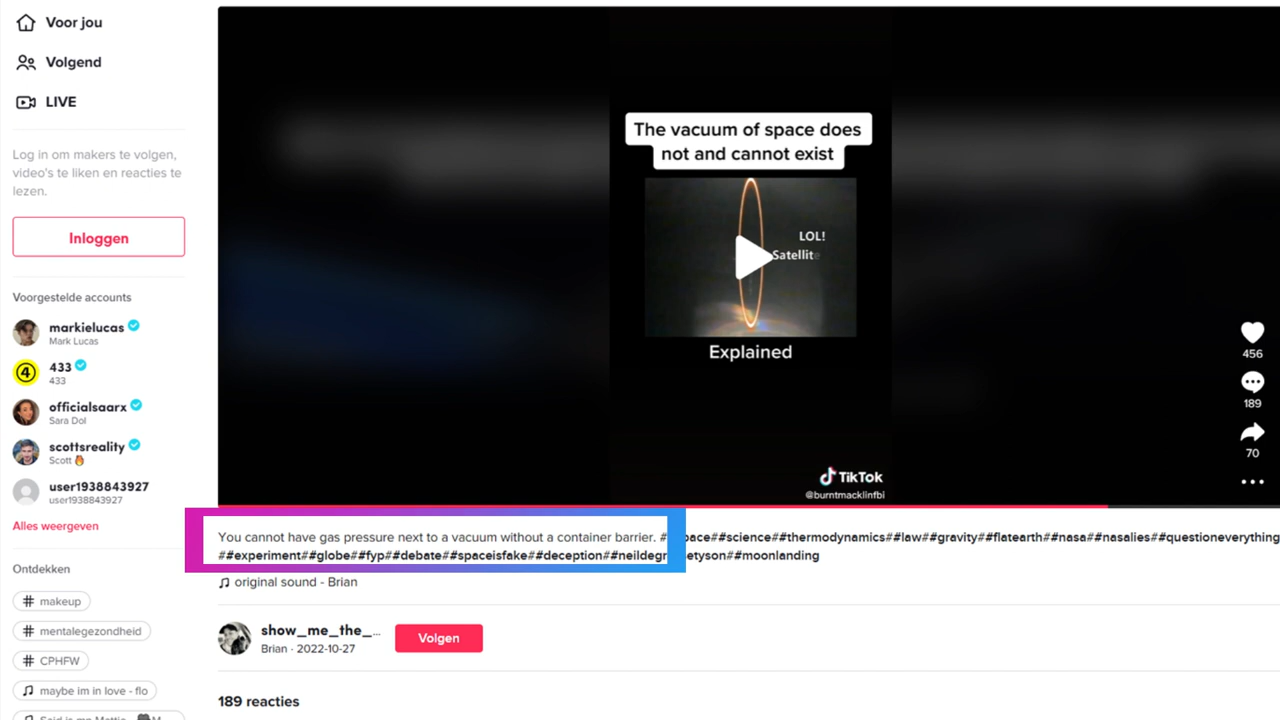 Voor jou
Volgend
LIVE
Log in om makers te volgen,
video's te liken en reacties te
lezen.
Inloggen
Voorgestelde accounts
markielucas
Mark Lucas
433
433
officialsaarx
Sara Dol
scottsreality
Scott 🔥
user1938843927
user1938843927
Alles weergeven
Ontdekken
# makeup
# mentalegezondheid
# CPHFW
maybe im in love - flo
The vacuum of space does
not and cannot exist
LOL!
Satellite
Explained
TikTok
@burntmacklinfbi
456
189
70
You cannot have gas pressure next to a vacuum without a container barrier. # pace##science##thermodynamics##law##gravity##flatearth##nasa##nasalies##questioneverything
##experiment##globe##fyp##debate##spaceisfake##deception##neildegr etyson##moonlanding
original sound - Brian
show_me_the_...
Brian · 2022-10-27
Volgen
189 reacties